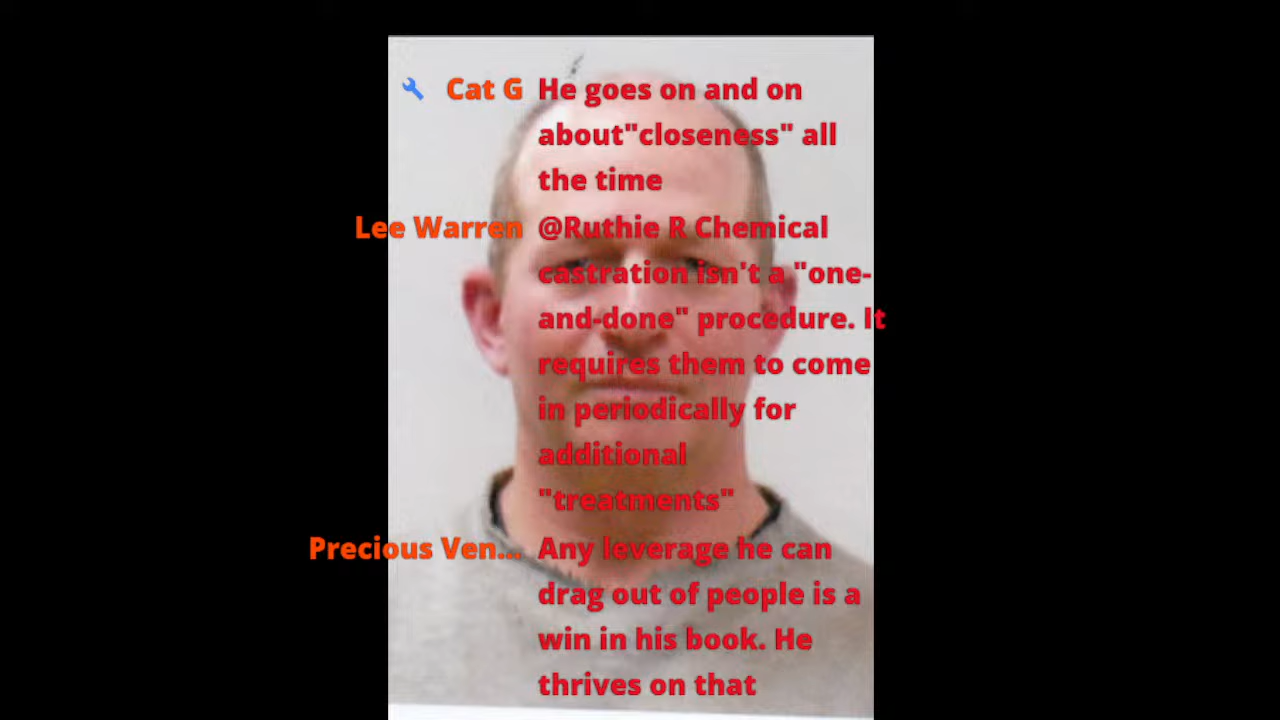 Cat G He goes on and on
about"closeness" all
the time
Lee Warren @Ruthie R Chemical
castration isn't a "one-
and-done" procedure. It
requires them to come
in periodically for
additional
"treatments"
Precious Ven... Any leverage he can
drag out of people is a
win in his book. He
thrives on that